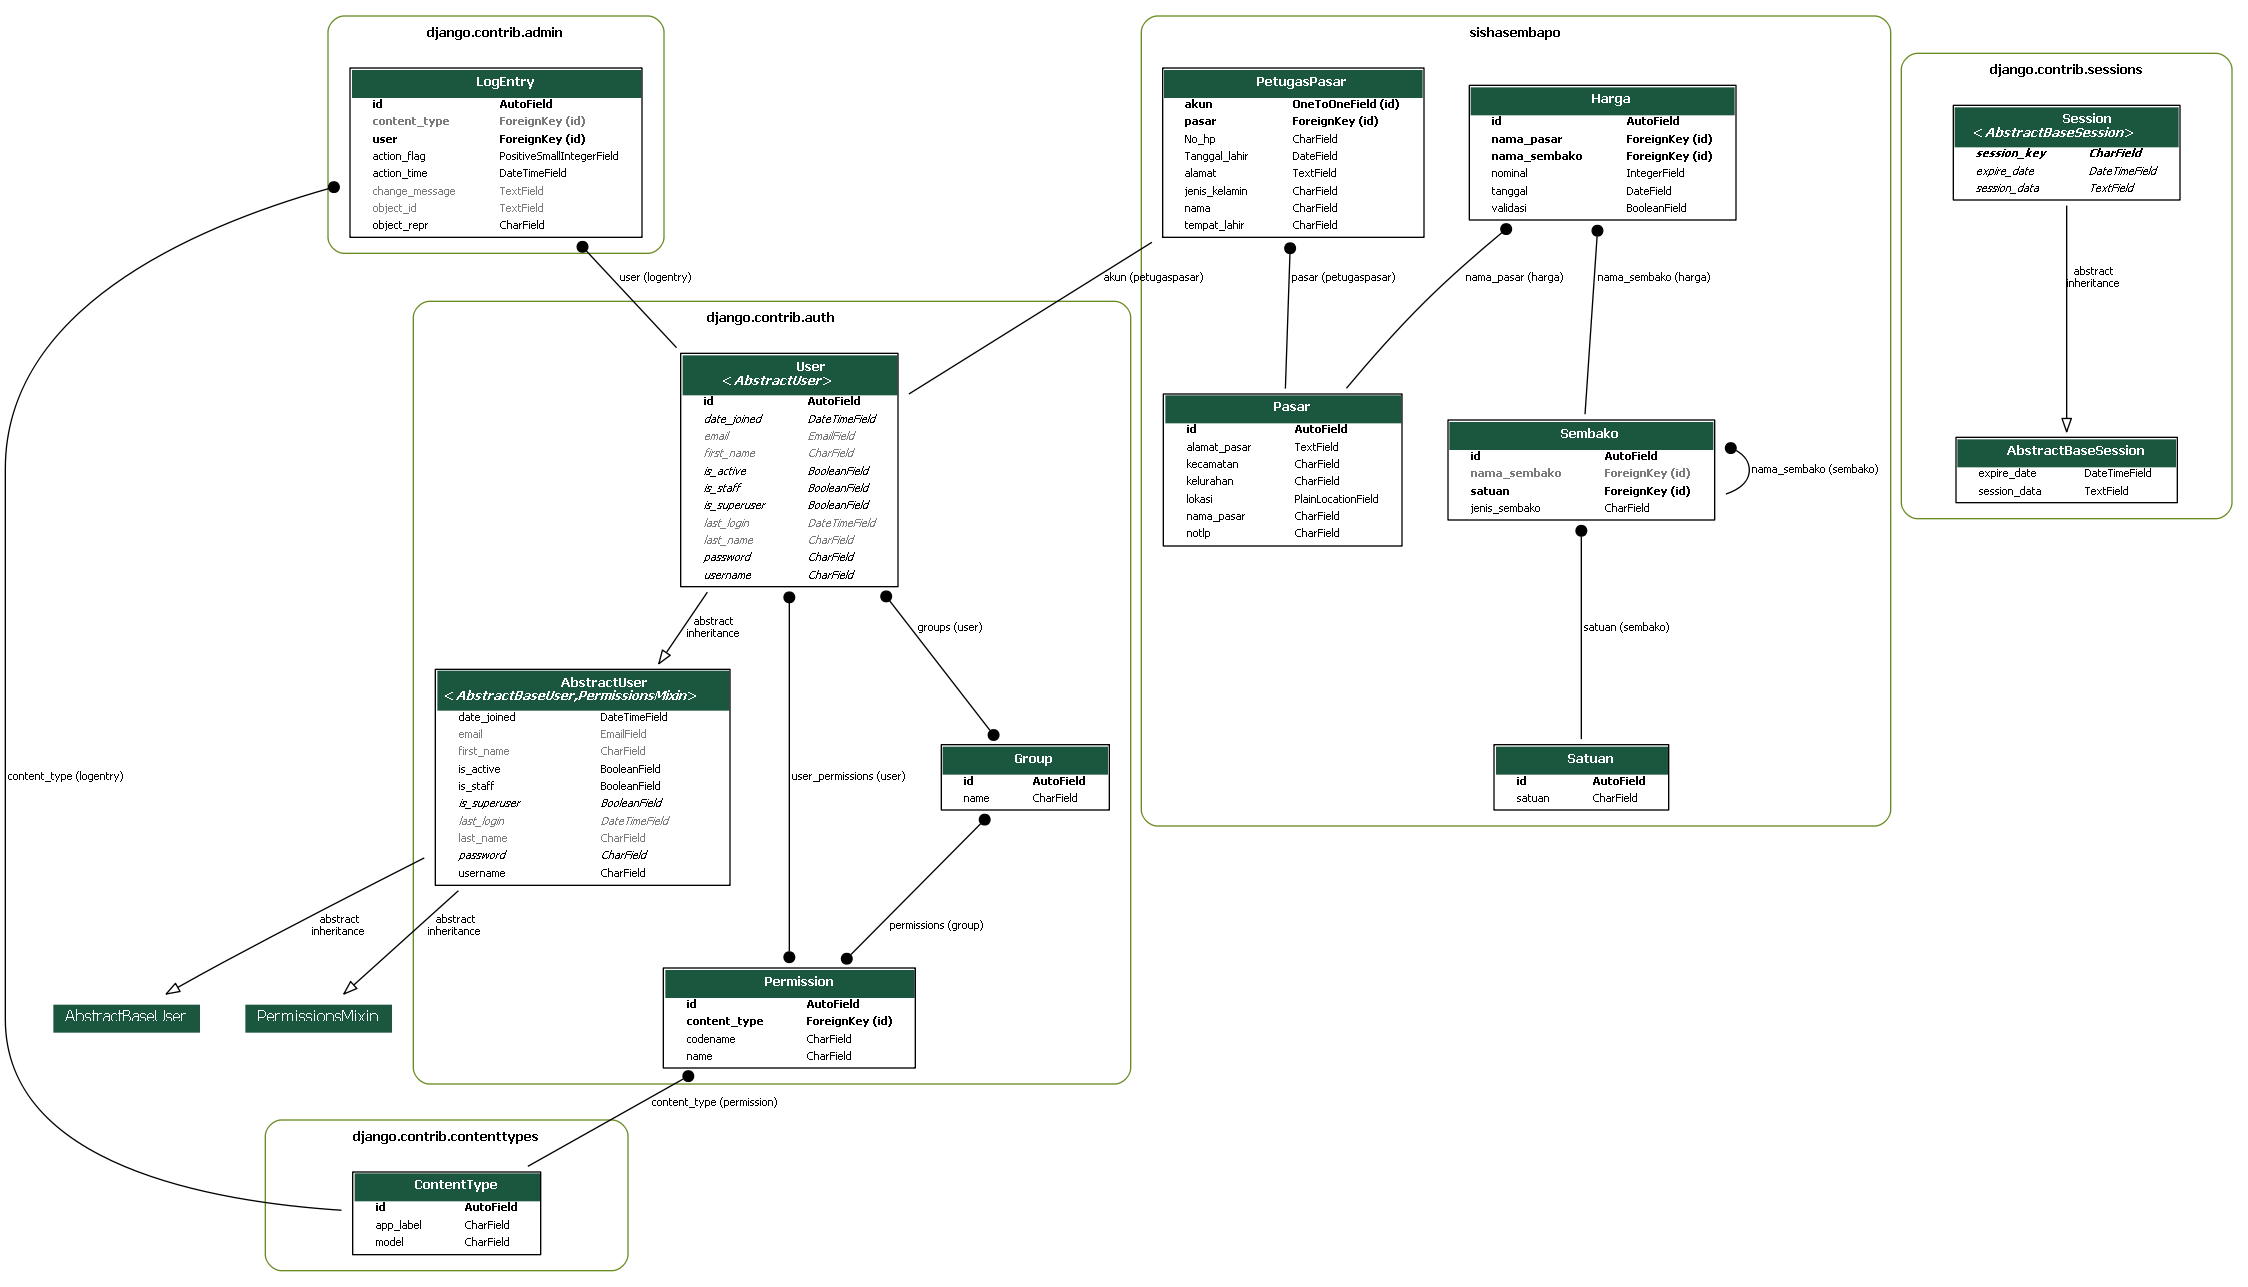 django.contrib.admin
LogEntry
id AutoField
content_type ForeignKey (id)
user ForeignKey (id)
action_flag PositiveSmallIntegerField
action_time DateTimeField
change_message TextField
object_id TextField
object_repr CharField
user (logentry)
content_type (logentry)
django.contrib.auth
User
<AbstractUser>
id AutoField
date_joined DateTimeField
email EmailField
first_name CharField
is_active BooleanField
is_staff BooleanField
is_superuser BooleanField
last_login DateTimeField
last_name CharField
password CharField
username CharField
abstract
inheritance
groups (user)
user_permissions (user)
AbstractUser
<AbstractBaseUser,PermissionsMixin>
date_joined DateTimeField
email EmailField
first_name CharField
is_active BooleanField
is_staff BooleanField
is_superuser BooleanField
last_login DateTimeField
last_name CharField
password CharField
username CharField
Group
id AutoField
name CharField
permissions (group)
abstract
inheritance
abstract
inheritance
AbstractBaseUser
PermissionsMixin
Permission
id AutoField
content_type ForeignKey (id)
codename CharField
name CharField
content_type (permission)
django.contrib.contenttypes
ContentType
id AutoField
app_label CharField
model CharField
sishasembapo
PetugasPasar
akun OneToOneField (id)
pasar ForeignKey (id)
No_hp CharField
Tanggal_lahir DateField
alamat TextField
jenis_kelamin CharField
nama CharField
tempat_lahir CharField
Harga
id AutoField
nama_pasar ForeignKey (id)
nama_sembako ForeignKey (id)
nominal IntegerField
tanggal DateField
validasi BooleanField
akun (petugaspasar)
pasar (petugaspasar)
nama_pasar (harga)
nama_sembako (harga)
Pasar
id AutoField
alamat_pasar TextField
kecamatan CharField
kelurahan CharField
lokasi PlainLocationField
nama_pasar CharField
notlp CharField
Sembako
id AutoField
nama_sembako ForeignKey (id)
satuan ForeignKey (id)
jenis_sembako CharField
nama_sembako (sembako)
satuan (sembako)
Satuan
id AutoField
satuan CharField
django.contrib.sessions
Session
<AbstractBaseSession>
session_key CharField
expire_date DateTimeField
session_data TextField
abstract
inheritance
AbstractBaseSession
expire_date DateTimeField
session_data TextField